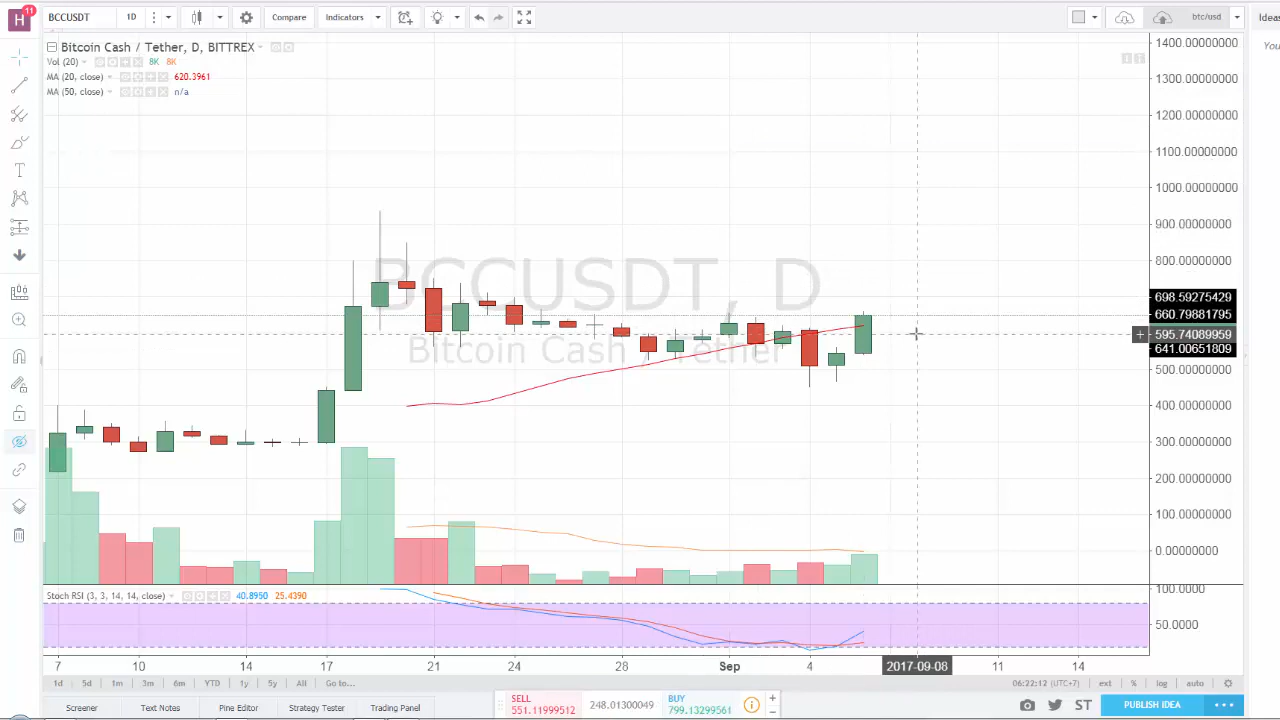 H
11
BCCUSDT 1D Compare Indicators btc/usd Ideas
You
Bitcoin Cash / Tether, D, BITTREX
Vol (20) 8K 8K
MA (20, close) 620.3961
MA (50, close) n/a
BCCUSDT, D
Bitcoin Cash / Tether
1400.00000000
1300.00000000
1200.00000000
1100.00000000
1000.00000000
900.00000000
800.00000000
698.59275429
660.79881795
595.74089959
641.00651809
500.00000000
400.00000000
300.00000000
200.00000000
100.00000000
0.00000000
Stoch RSI (3, 3, 14, 14, close) 40.8950 25.4390
100.0000
50.0000
7 10 14 17 21 24 28 Sep 4 2017-09-08 11 14
1d 5d 1m 3m 6m YTD 1y 5y All Go to... 06:22:12 (UTC+7) ext % log auto
Screener Text Notes Pine Editor Strategy Tester Trading Panel
SELL
551.11999512
248.01300049
BUY
799.13299561
ST PUBLISH IDEA